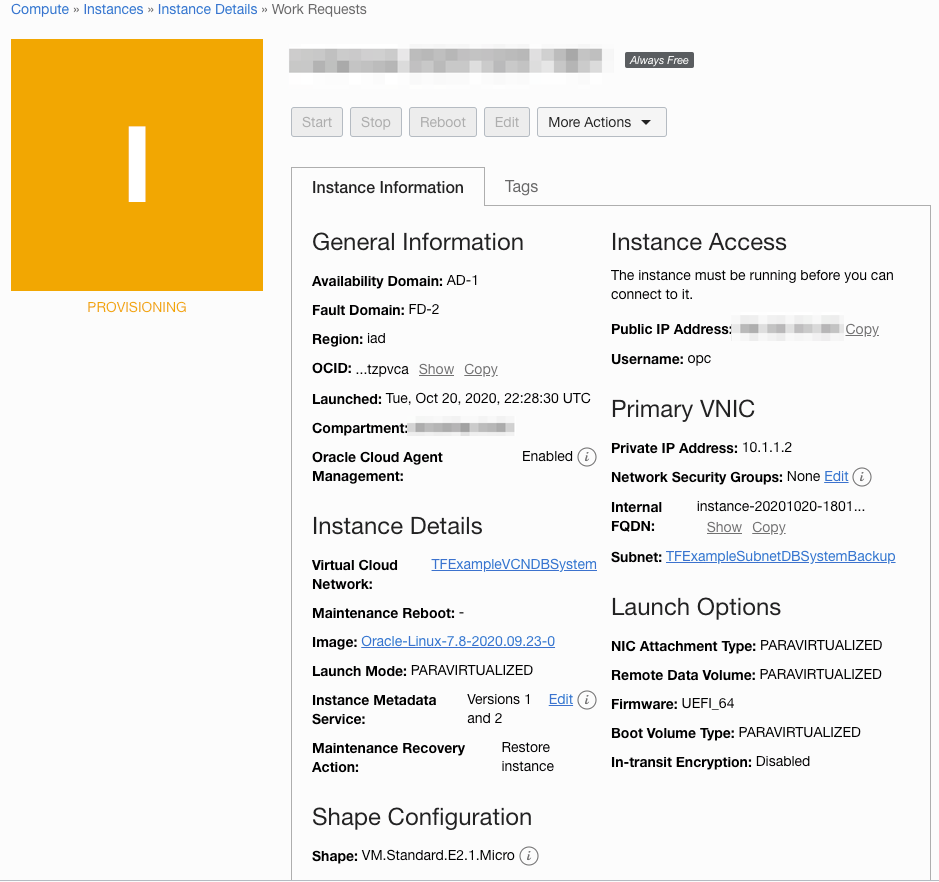 Compute » Instances » Instance Details » Work Requests
I
PROVISIONING
Always Free
Start Stop Reboot Edit More Actions
Instance Information Tags
General Information
Availability Domain: AD-1
Fault Domain: FD-2
Region: iad
OCID: ...tzpvca Show Copy
Launched: Tue, Oct 20, 2020, 22:28:30 UTC
Compartment:
Oracle Cloud Agent Enabled i
Management:
Instance Details
Virtual Cloud TFExampleVCNDBSystem
Network:
Maintenance Reboot: -
Image: Oracle-Linux-7.8-2020.09.23-0
Launch Mode: PARAVIRTUALIZED
Instance Metadata Versions 1 Edit i
Service: and 2
Maintenance Recovery Restore
Action: instance
Shape Configuration
Shape: VM.Standard.E2.1.Micro i
Instance Access
The instance must be running before you can
connect to it.
Public IP Address: Copy
Username: opc
Primary VNIC
Private IP Address: 10.1.1.2
Network Security Groups: None Edit i
Internal instance-20201020-1801...
FQDN: Show Copy
Subnet: TFExampleSubnetDBSystemBackup
Launch Options
NIC Attachment Type: PARAVIRTUALIZED
Remote Data Volume: PARAVIRTUALIZED
Firmware: UEFI_64
Boot Volume Type: PARAVIRTUALIZED
In-transit Encryption: Disabled